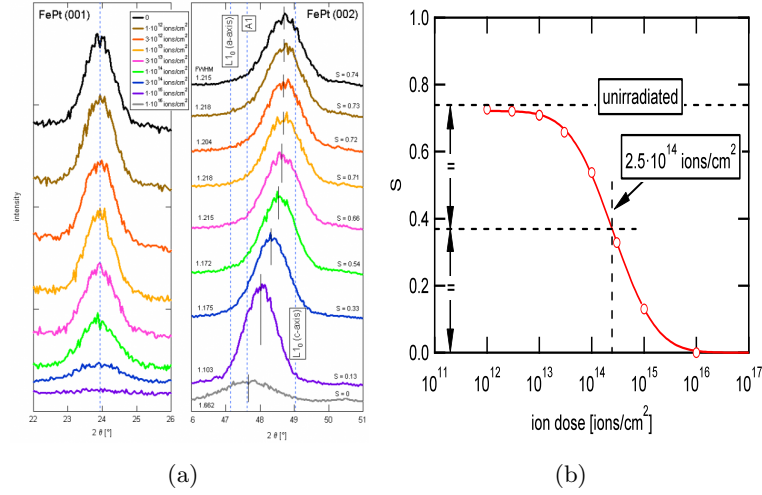 FePt (001)
0
1·10¹² ions/cm²
3·10¹² ions/cm²
1·10¹³ ions/cm²
3·10¹³ ions/cm²
1·10¹⁴ ions/cm²
3·10¹⁴ ions/cm²
1·10¹⁵ ions/cm²
1·10¹⁶ ions/cm²
intensity
22 23 24 25 26
2 θ [°]
FePt (002)
L1₀ (a-axis)
A1
L1₀ (c-axis)
FWHM
1.215 S = 0.74
1.218 S = 0.73
1.204 S = 0.72
1.218 S = 0.71
1.215 S = 0.66
1.172 S = 0.54
1.175 S = 0.33
1.103 S = 0.13
1.662 S = 0
6 47 48 49 50 51
2 θ [°]
(a)
1.0
0.8
0.6
0.4
0.2
0.0
S
=
=
unirradiated
2.5·10¹⁴ ions/cm²
10¹¹ 10¹² 10¹³ 10¹⁴ 10¹⁵ 10¹⁶ 10¹⁷
ion dose [ions/cm²]
(b)